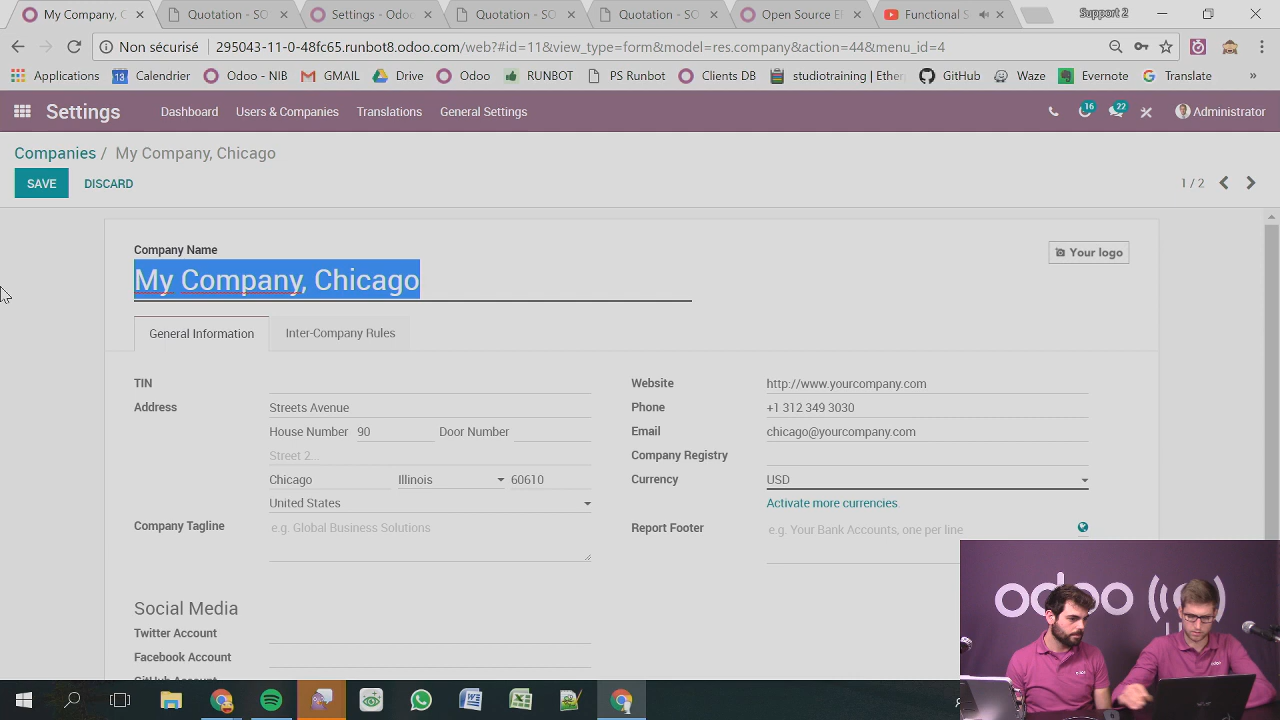 My Company, C
Quotation - SO
Settings - Odoo
Quotation - SO
Quotation - SO
Open Source E
Functional S
Support 2
Non sécurisé 295043-11-0-48fc65.runbot8.odoo.com/web?#id=11&view_type=form&model=res.company&action=44&menu_id=4
Applications 13 Calendrier Odoo - NIB GMAIL Drive Odoo RUNBOT PS Runbot Clients DB studio:training | Ether GitHub Waze Evernote Translate »
Settings Dashboard Users & Companies Translations General Settings 16 22 Administrator
Companies / My Company, Chicago
SAVE DISCARD 1 / 2
Company Name
Your logo
My Company, Chicago
General Information Inter-Company Rules
TIN
Website http://www.yourcompany.com
Address Streets Avenue
Phone +1 312 349 3030
House Number 90 Door Number
Email chicago@yourcompany.com
Street 2...
Company Registry
Chicago Illinois 60610
Currency USD
United States
Activate more currencies
Company Tagline e.g. Global Business Solutions
Report Footer e.g. Your Bank Accounts, one per line
Social Media
Twitter Account
Facebook Account
odoo